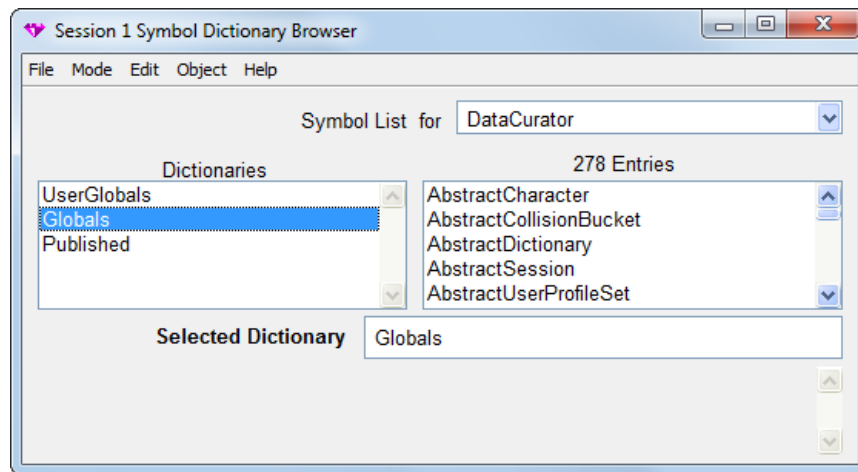 Session 1 Symbol Dictionary Browser
File Mode Edit Object Help
Symbol List for DataCurator
Dictionaries
UserGlobals
Globals
Published
278 Entries
AbstractCharacter
AbstractCollisionBucket
AbstractDictionary
AbstractSession
AbstractUserProfileSet
Selected Dictionary Globals